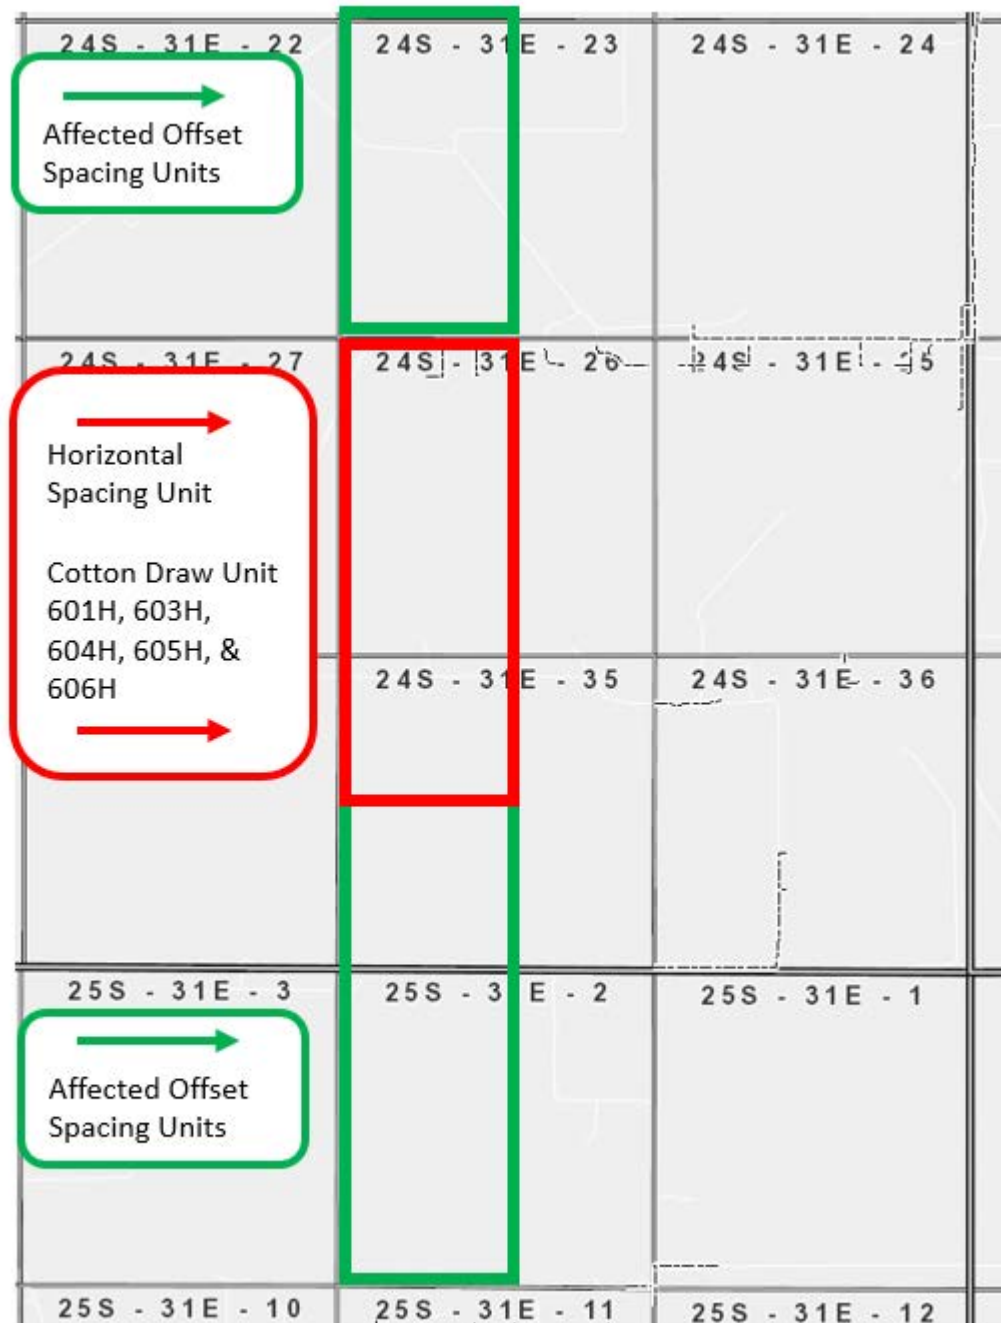 24S - 31E - 22
24S - 31E - 23
24S - 31E - 24
Affected Offset
Spacing Units
24S - 31E - 27
24S - 31E - 26
24S - 31E - 25
Horizontal
Spacing Unit
Cotton Draw Unit
601H, 603H,
604H, 605H, &
606H
24S - 31E - 35
24S - 31E - 36
25S - 31E - 3
25S - 31E - 2
25S - 31E - 1
Affected Offset
Spacing Units
25S - 31E - 10
25S - 31E - 11
25S - 31E - 12